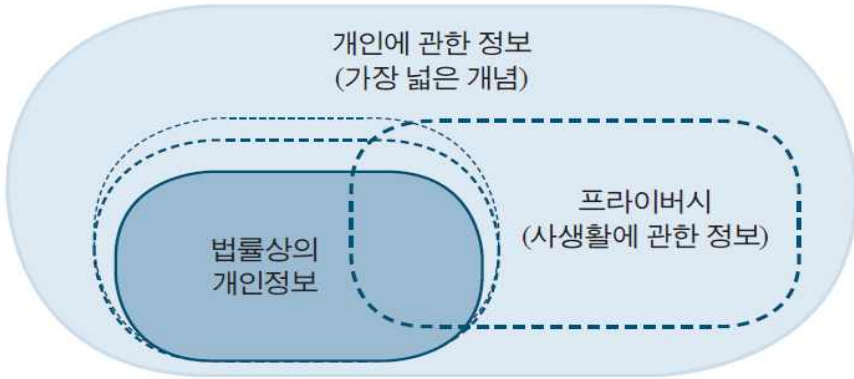 개인에 관한 정보
(가장 넓은 개념)
프라이버시
(사생활에 관한 정보)
법률상의
개인정보